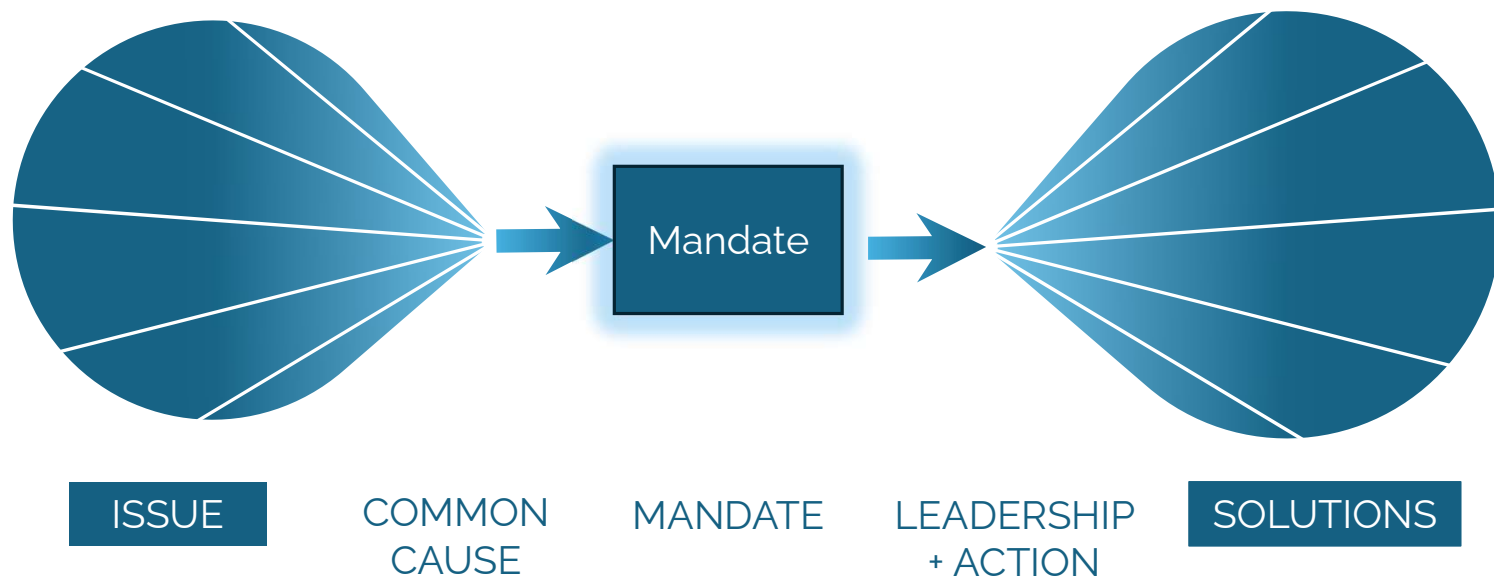 Mandate
ISSUE
COMMON
CAUSE
MANDATE
LEADERSHIP
+ ACTION
SOLUTIONS